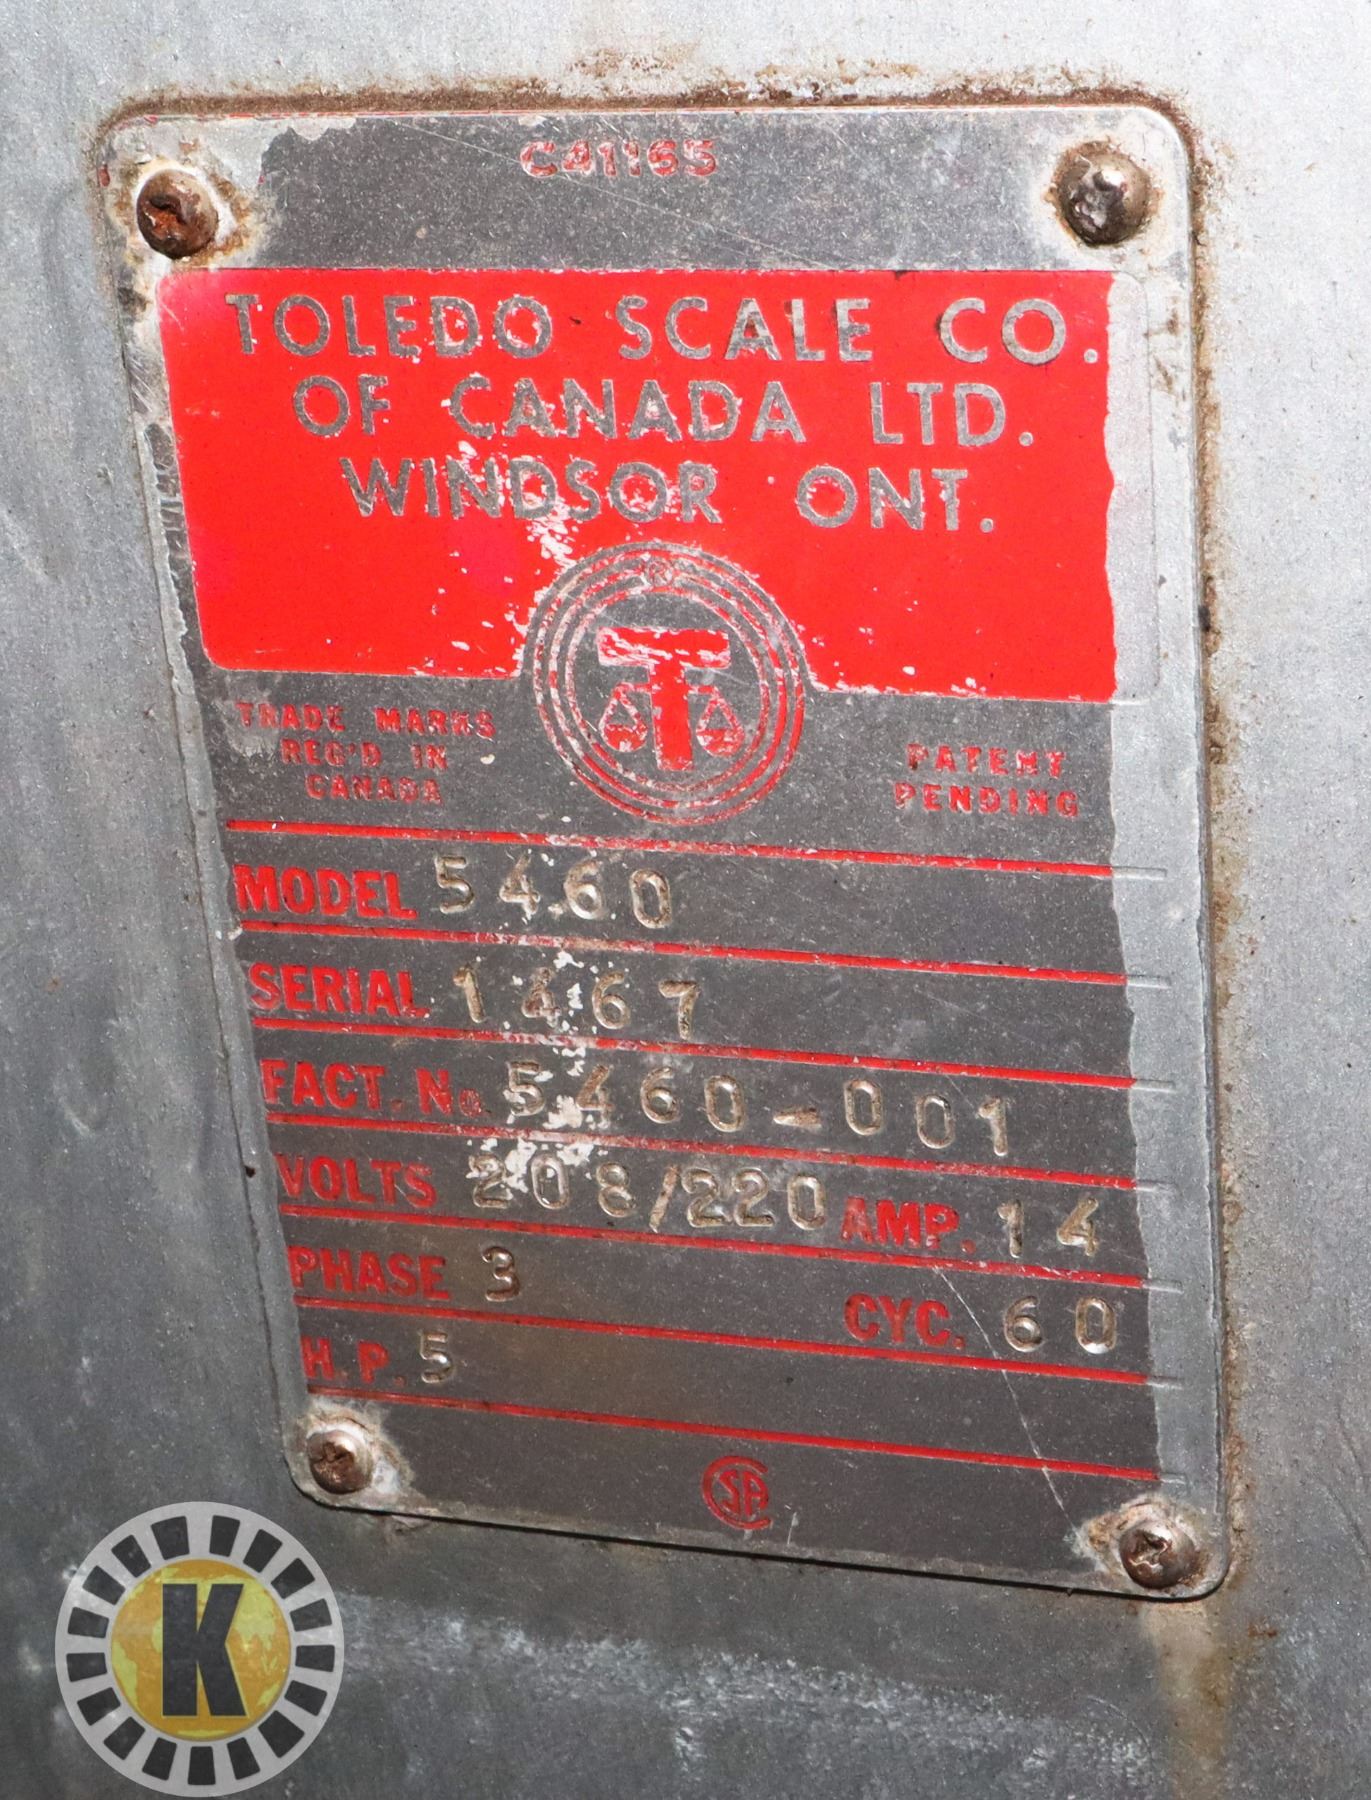 C41165
TOLEDO SCALE CO.
OF CANADA LTD.
WINDSOR ONT.
®
T
TRADE MARKS
REG'D IN
CANADA
PATENT
PENDING
MODEL 5460
SERIAL 1467
FACT. No. 5460-001
VOLTS 208/220 AMP. 14
PHASE 3 CYC. 60
H.P. 5
CSA
K